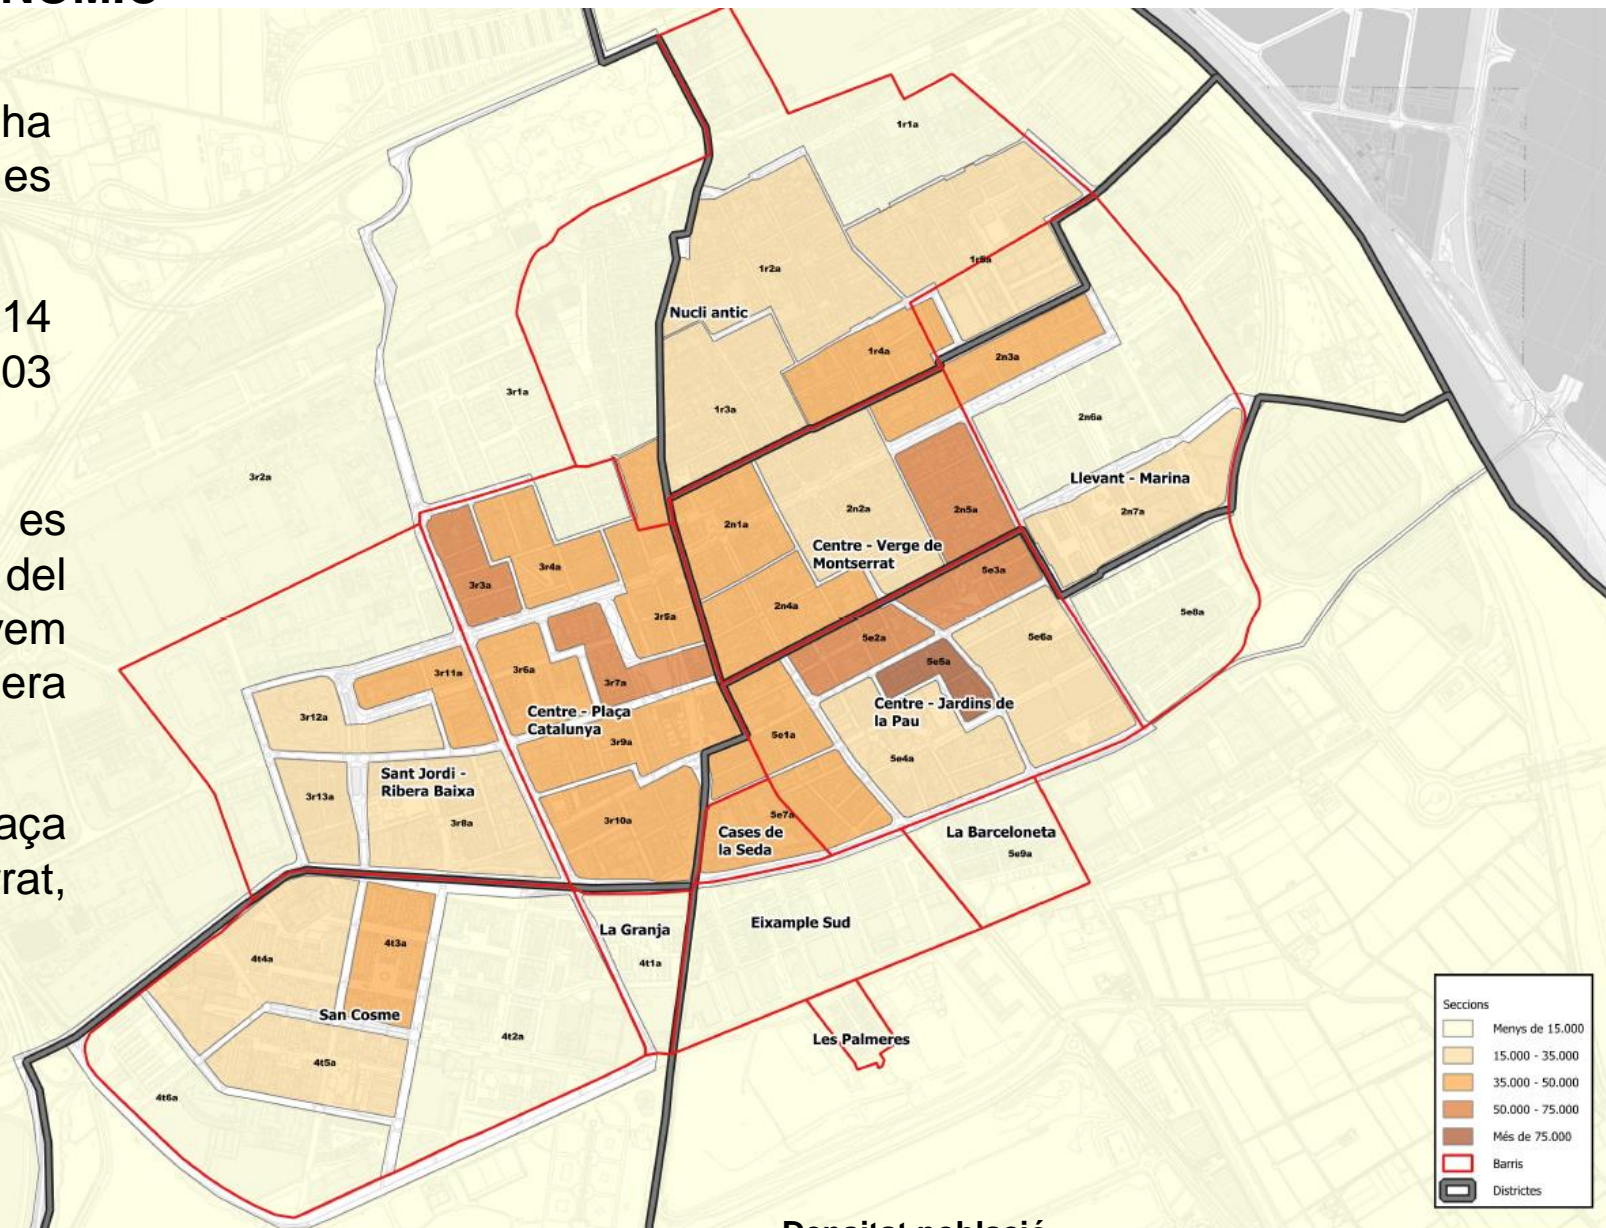 ha
es
14
03
es
del
era
aça
rat,
1r1a
1r2a
1r5a
Nucli antic
1r4a
2n3a
3r1a
1r3a
2n6a
3r2a
Llevant - Marina
2n1a
2n2a
2n5a
2n7a
Centre - Verge de
Montserrat
3r4a
5e3a
3r3a
2n4a
3r5a
5e8a
5e2a
5e6a
3r11a
3r6a
5e5a
3r7a
3r12a
Centre - Plaça
Catalunya
Centre - Jardins de
la Pau
3r9a
5e1a
5e4a
Sant Jordi -
Ribera Baixa
3r13a
3r8a
3r10a
5e7a
Cases de
la Seda
La Barceloneta
5e9a
La Granja
Eixample Sud
4t3a
4t4a
4t1a
San Cosme
4t2a
Les Palmeres
4t5a
4t6a
Seccions
Menys de 15.000
15.000 - 35.000
35.000 - 50.000
50.000 - 75.000
Més de 75.000
Barris
Districtes